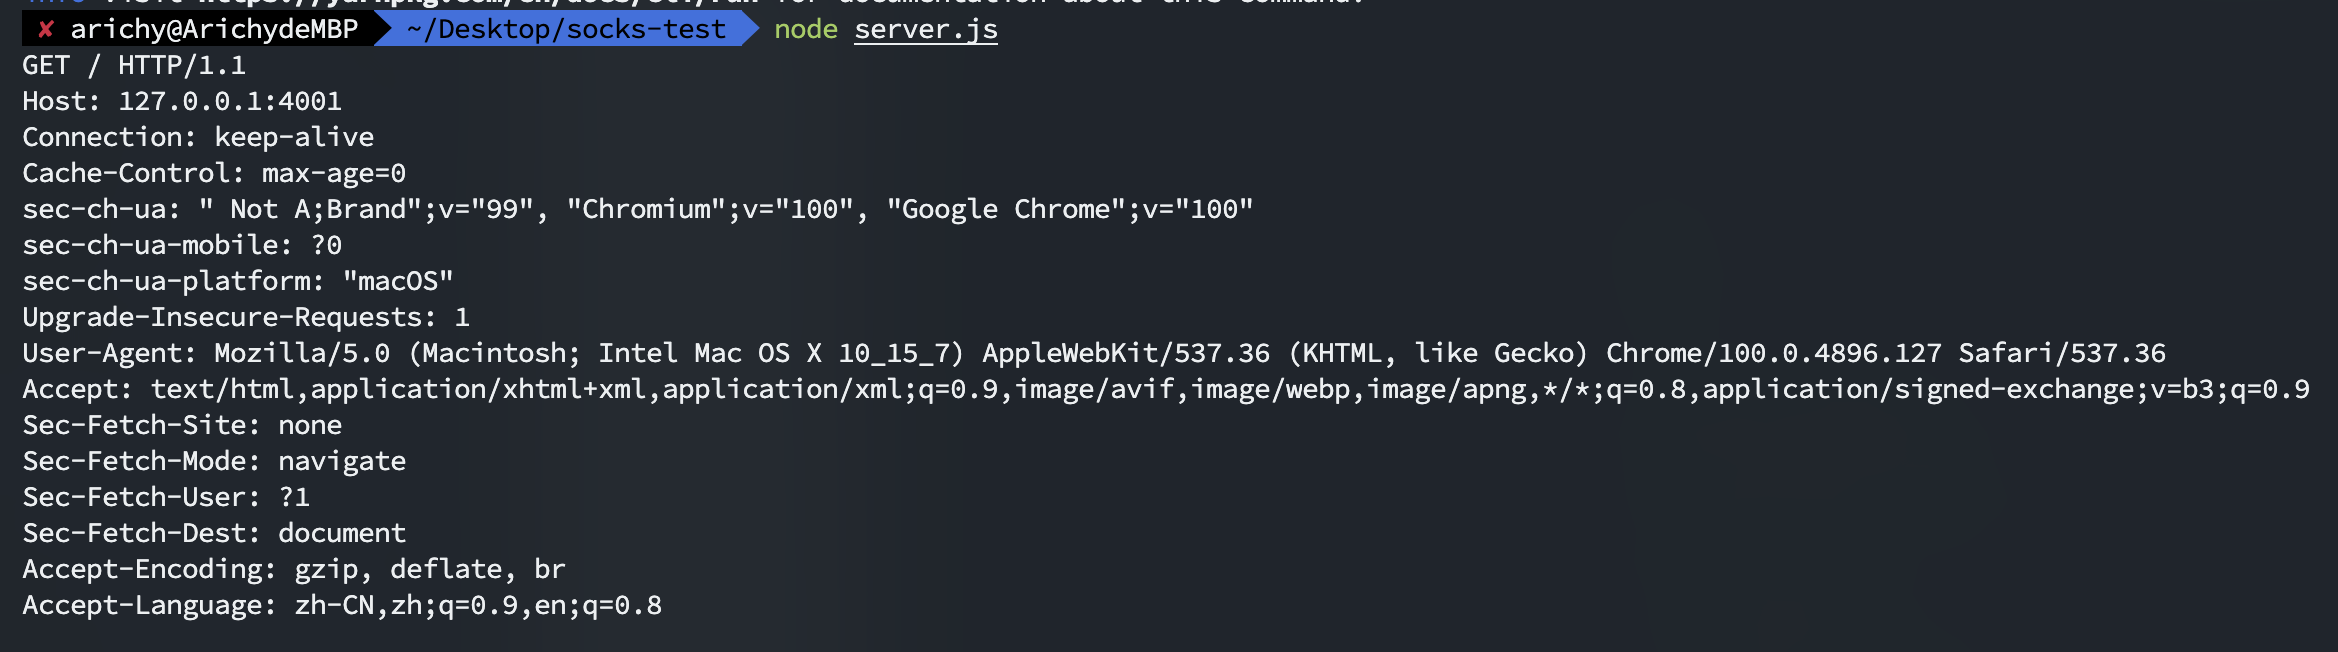 ✘ arichy@ArichydeMBP ~/Desktop/socks-test node server.js
GET / HTTP/1.1
Host: 127.0.0.1:4001
Connection: keep-alive
Cache-Control: max-age=0
sec-ch-ua: " Not A;Brand";v="99", "Chromium";v="100", "Google Chrome";v="100"
sec-ch-ua-mobile: ?0
sec-ch-ua-platform: "macOS"
Upgrade-Insecure-Requests: 1
User-Agent: Mozilla/5.0 (Macintosh; Intel Mac OS X 10_15_7) AppleWebKit/537.36 (KHTML, like Gecko) Chrome/100.0.4896.127 Safari/537.36
Accept: text/html,application/xhtml+xml,application/xml;q=0.9,image/avif,image/webp,image/apng,*/*;q=0.8,application/signed-exchange;v=b3;q=0.9
Sec-Fetch-Site: none
Sec-Fetch-Mode: navigate
Sec-Fetch-User: ?1
Sec-Fetch-Dest: document
Accept-Encoding: gzip, deflate, br
Accept-Language: zh-CN,zh;q=0.9,en;q=0.8